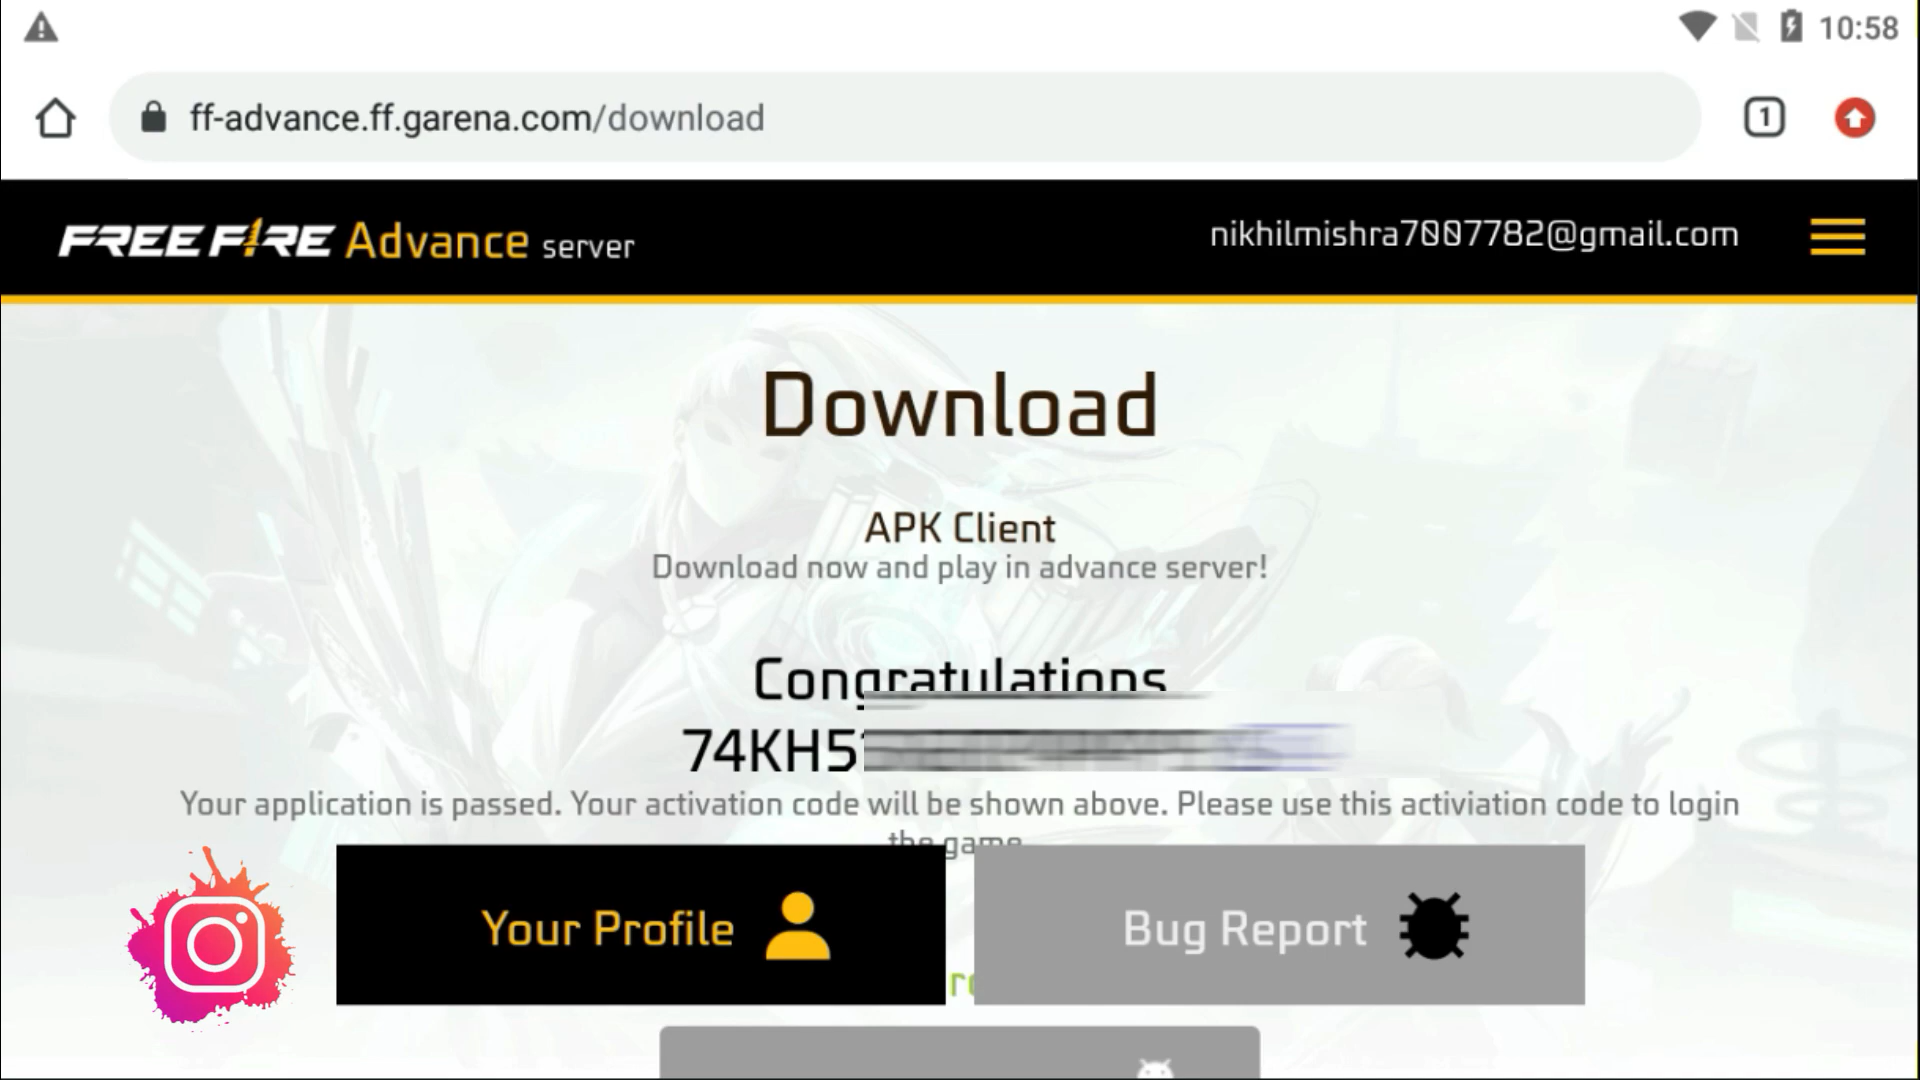 10:58
ff-advance.ff.garena.com/download
1
FREE FIRE Advance server
nikhilmishra7007782@gmail.com
Download
APK Client
Download now and play in advance server!
Congratulations
74KH5
Your application is passed. Your activation code will be shown above. Please use this activiation code to login
the game
Your Profile
Bug Report